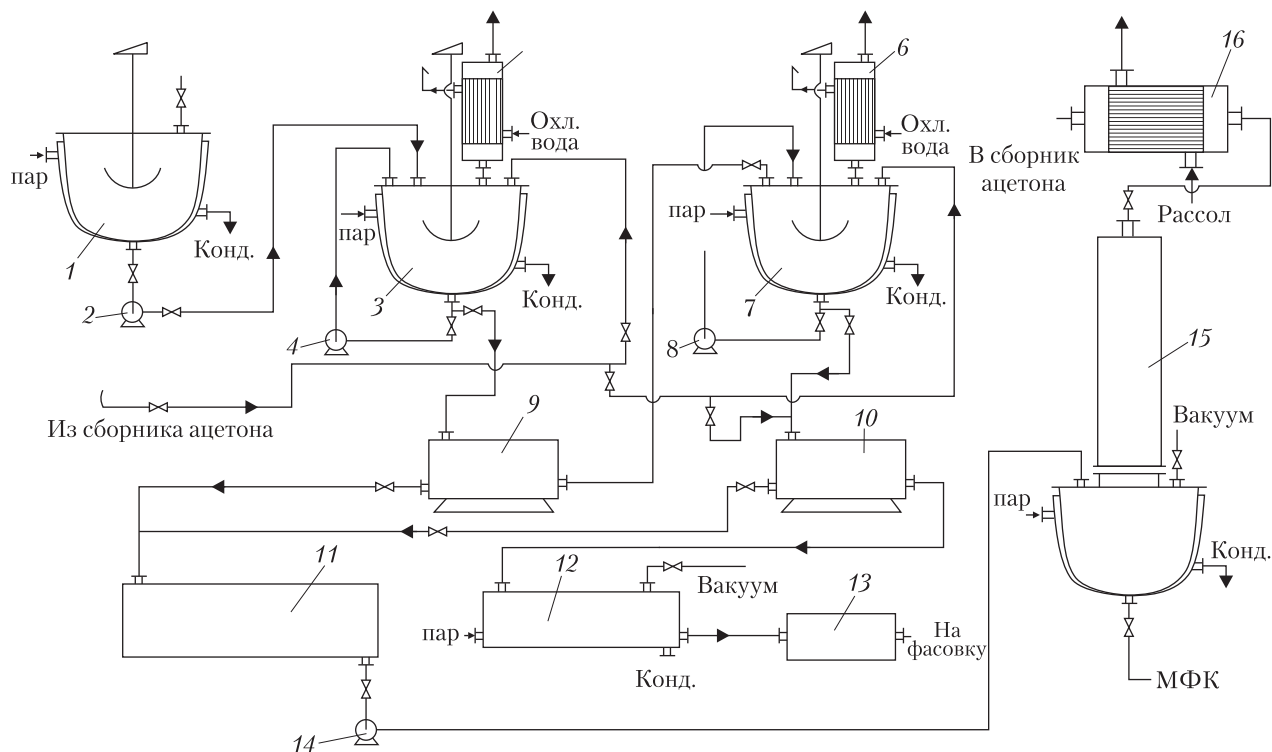 6
16
Охл.
вода
Охл.
вода
В сборник
ацетона
Рассол
пар
1
Конд.
2
пар
3
Конд.
4
пар
7
Конд.
8
15
Из сборника ацетона
9
10
Вакуум
пар
Конд.
11
12
Вакуум
13
пар
На
фасовку
Конд.
МФК
14